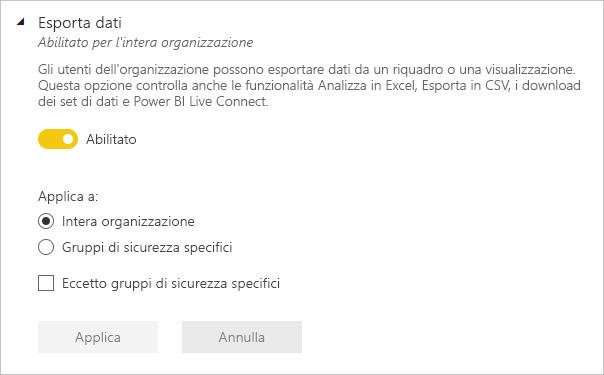 Esporta dati
Abilitato per l'intera organizzazione
Gli utenti dell'organizzazione possono esportare dati da un riquadro o una visualizzazione.
Questa opzione controlla anche le funzionalità Analizza in Excel, Esporta in CSV, i download
dei set di dati e Power BI Live Connect.
Abilitato
Applica a:
Intera organizzazione
Gruppi di sicurezza specifici
Eccetto gruppi di sicurezza specifici
Applica
Annulla